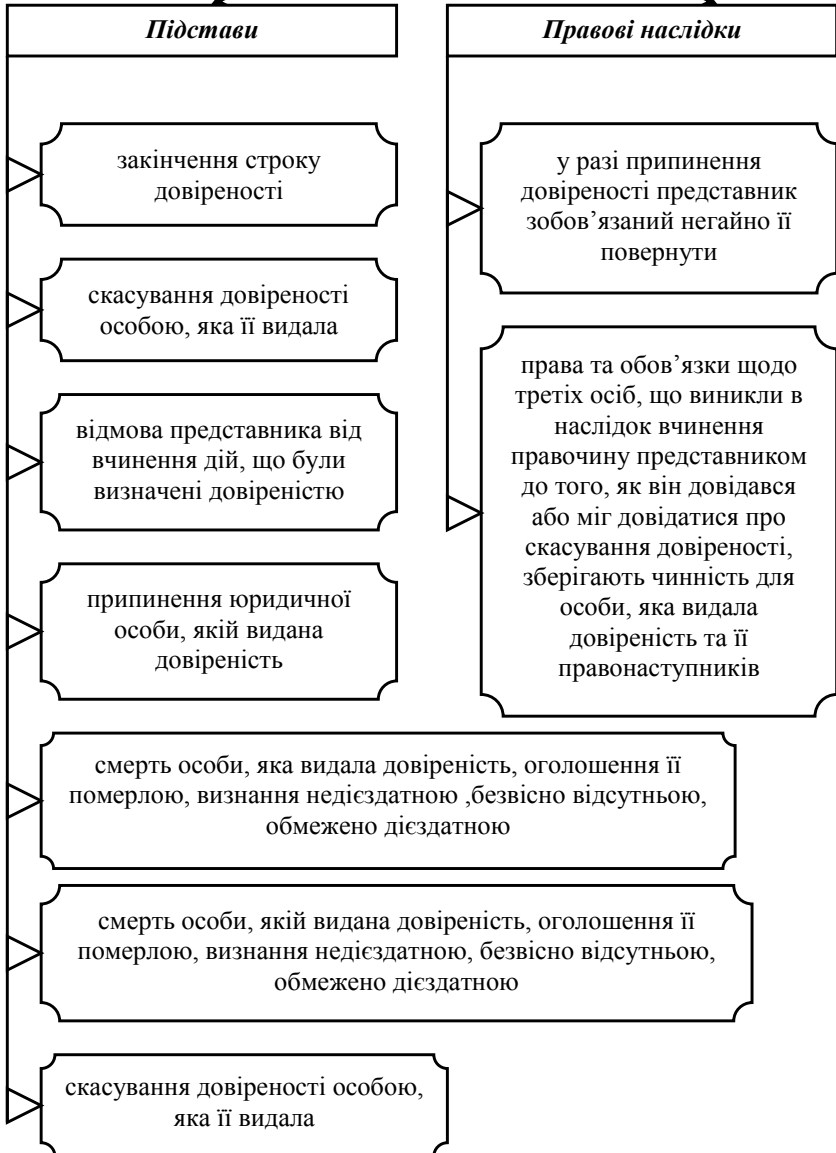 Підстави
закінчення строку
довіреності
скасування довіреності
особою, яка її видала
відмова представника від
вчинення дій, що були
визначені довіреністю
припинення юридичної
особи, якій видана
довіреність
смерть особи, яка видала довіреність, оголошення її
померлою, визнання недієздатною ,безвісно відсутньою,
обмежено дієздатною
смерть особи, якій видана довіреність, оголошення її
померлою, визнання недієздатною, безвісно відсутньою,
обмежено дієздатною
скасування довіреності особою,
яка її видала
Правові наслідки
у разі припинення
довіреності представник
зобов’язаний негайно її
повернути
права та обов’язки щодо
третіх осіб, що виникли в
наслідок вчинення
правочину представником
до того, як він довідався
або міг довідатися про
скасування довіреності,
зберігають чинність для
особи, яка видала
довіреність та її
правонаступників